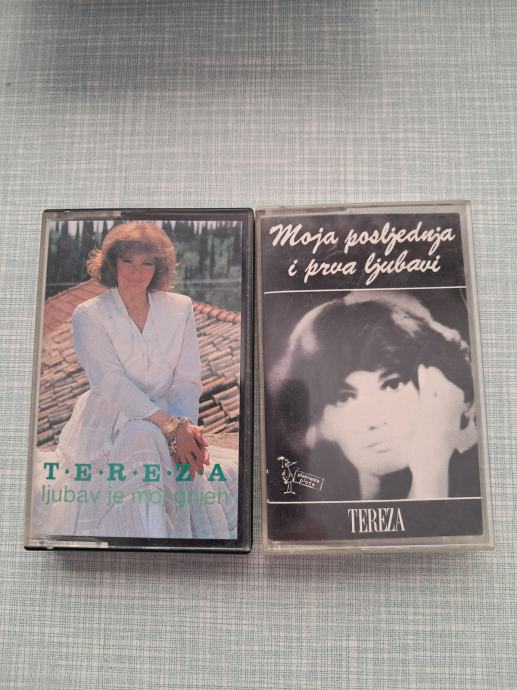 T·E·R·E·Z·A
ljubav je moj grijeh
Moja posljednja
i prva ljubavi
TEREZA